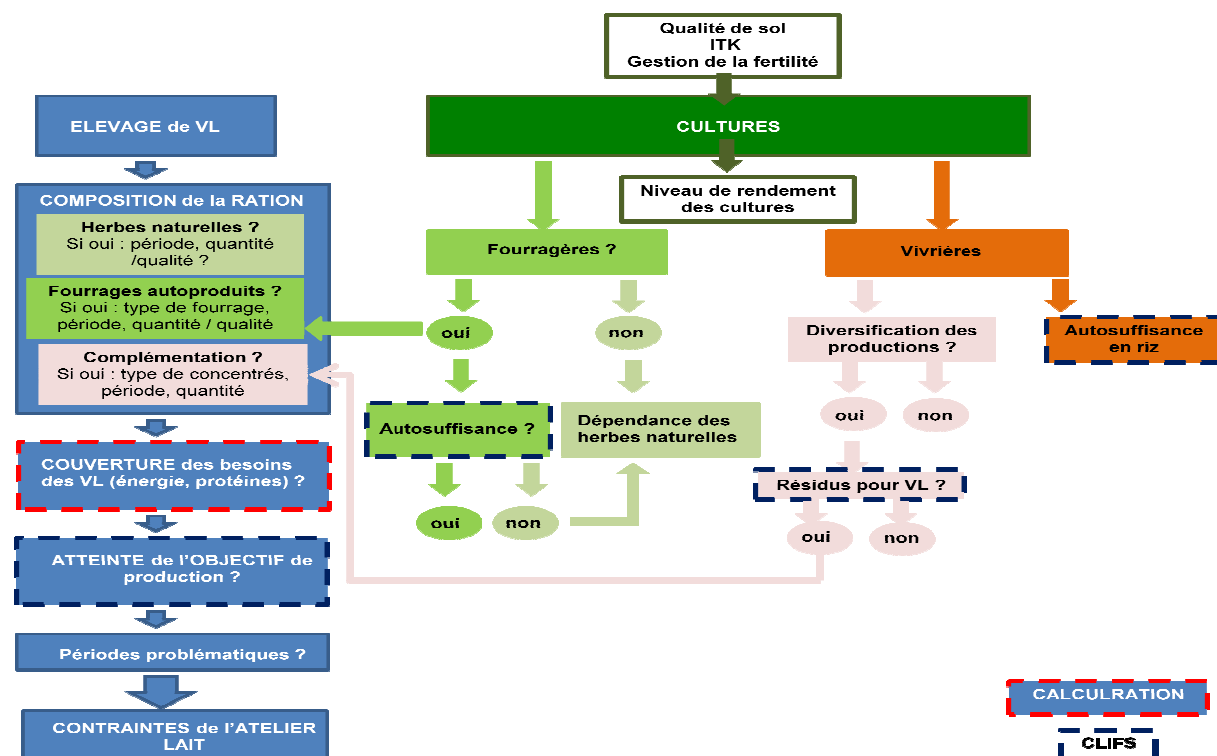 Qualité de sol
ITK
Gestion de la fertilité
ELEVAGE de VL
CULTURES
COMPOSITION de la RATION
Herbes naturelles ?
Si oui : période, quantité
/qualité ?
Fourrages autoproduits ?
Si oui : type de fourrage,
période, quantité / qualité
Complémentation ?
Si oui : type de concentrés,
période, quantité
Niveau de rendement
des cultures
Fourragères ?
Vivrières
oui
non
Diversification des
productions ?
Autosuffisance
en riz
Autosuffisance ?
Dépendance des
herbes naturelles
oui
non
COUVERTURE des besoins
des VL (énergie, protéines) ?
Résidus pour VL ?
oui
non
oui
non
ATTEINTE de l'OBJECTIF de
production ?
Périodes problématiques ?
CONTRAINTES de l'ATELIER
LAIT
CALCULRATION
CLIFS